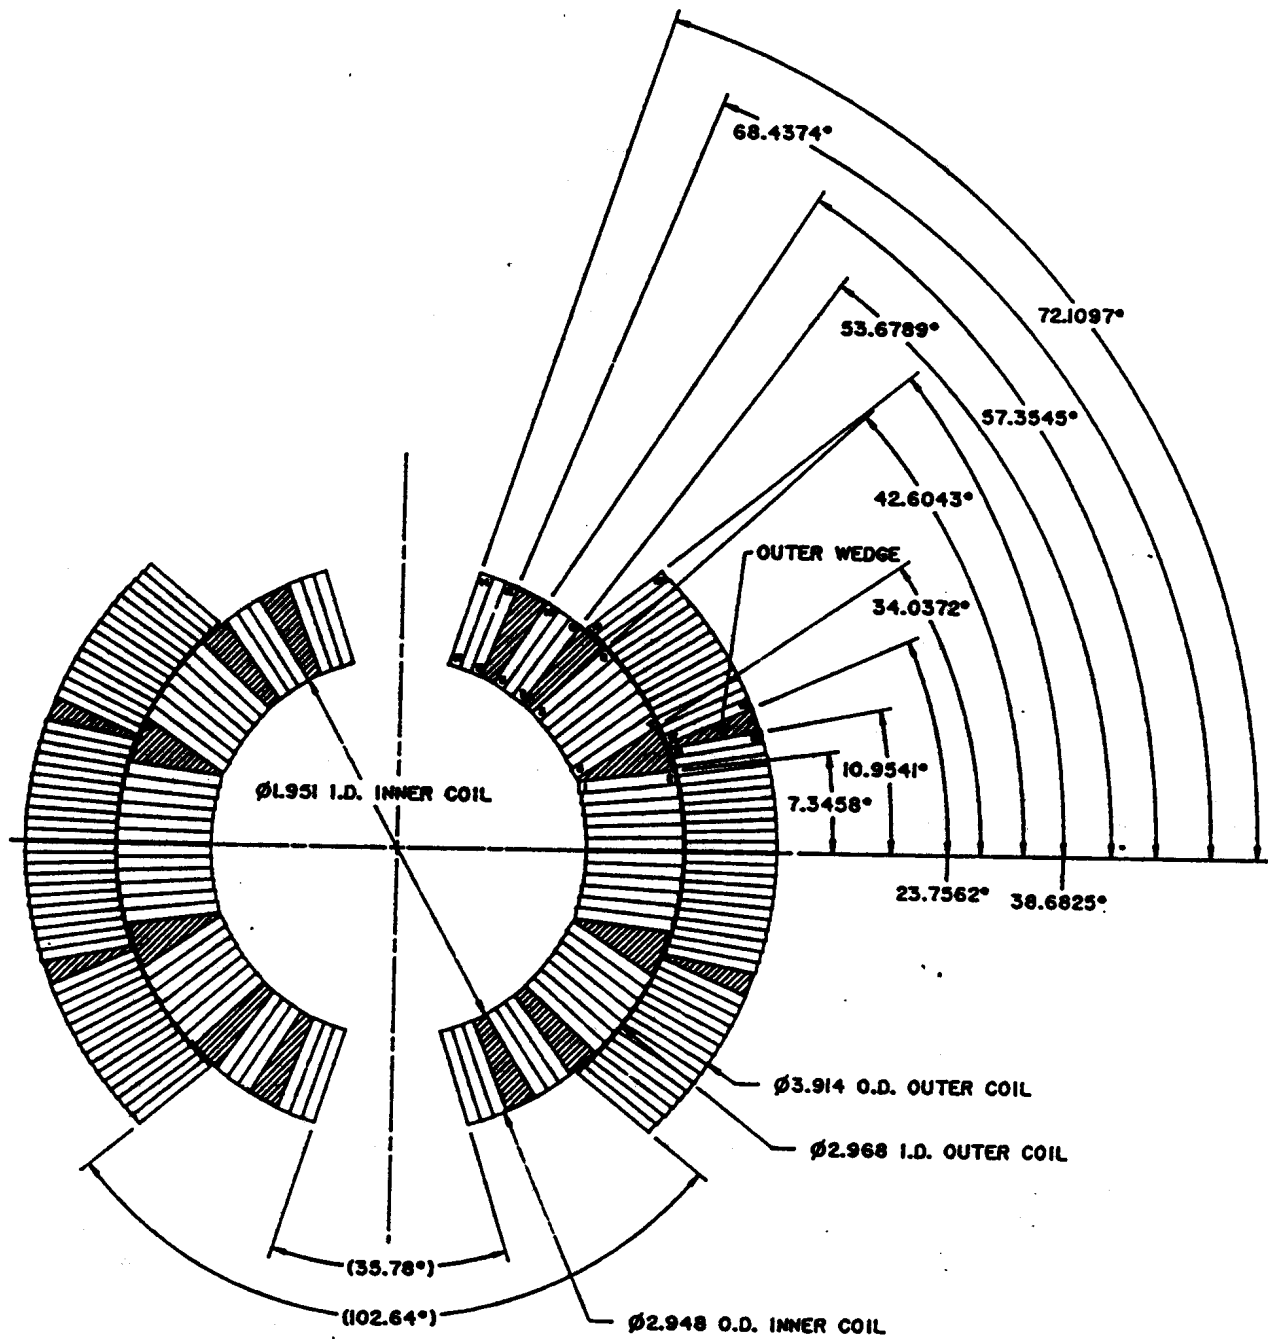 68.4374°
72.1097°
53.6789°
57.3545°
42.6043°
OUTER WEDGE
34.0372°
10.9541°
Ø1.951 I.D. INNER COIL
7.3458°
23.7562°
38.6825°
Ø3.914 O.D. OUTER COIL
Ø2.968 I.D. OUTER COIL
(35.78°)
(102.64°)
Ø2.948 O.D. INNER COIL